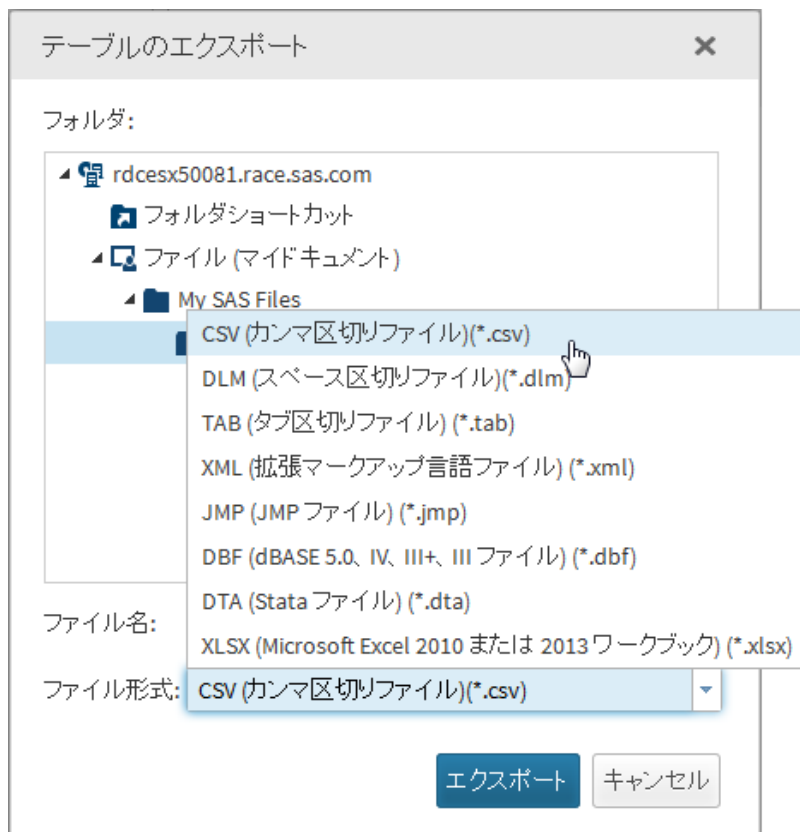 テーブルのエクスポート
フォルダ:
rdcesx50081.race.sas.com
フォルダショートカット
ファイル (マイドキュメント)
My SAS Files
CSV (カンマ区切りファイル)(*.csv)
DLM (スペース区切りファイル)(*.dlm)
TAB (タブ区切りファイル) (*.tab)
XML (拡張マークアップ言語ファイル) (*.xml)
JMP (JMP ファイル) (*.jmp)
DBF (dBASE 5.0、IV、III+、III ファイル) (*.dbf)
DTA (Stata ファイル) (*.dta)
ファイル名:
XLSX (Microsoft Excel 2010 または 2013 ワークブック) (*.xlsx)
ファイル形式: CSV (カンマ区切りファイル)(*.csv)
エクスポート キャンセル